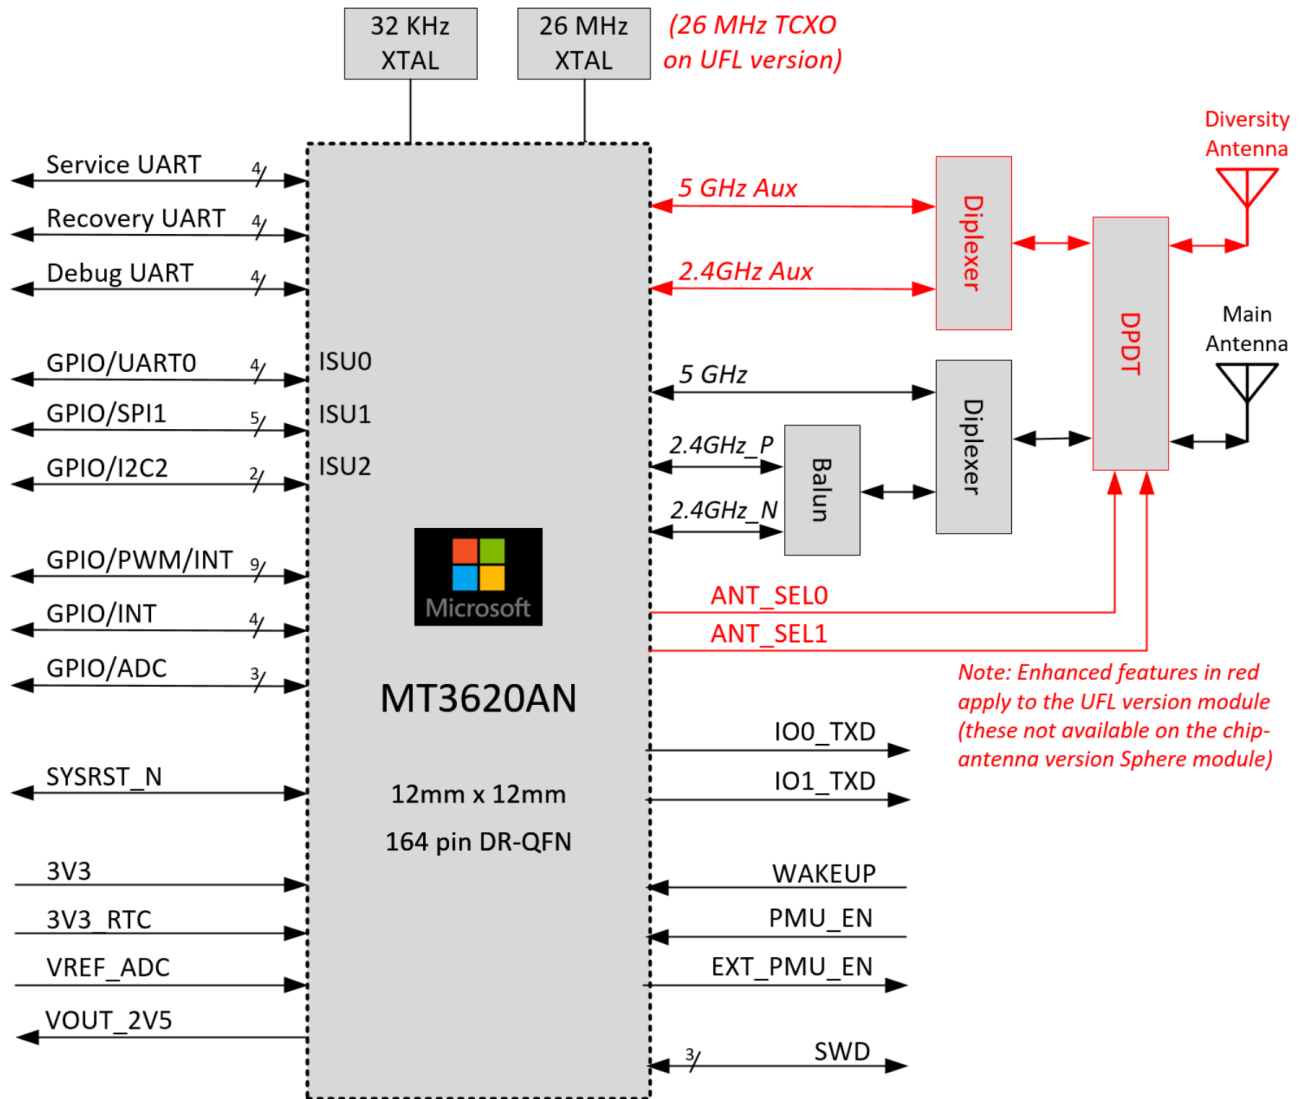 32 KHz
XTAL
26 MHz
XTAL
(26 MHz TCXO
on UFL version)
Diversity
Antenna
Service UART
4
Recovery UART
4
Debug UART
4
5 GHz Aux
2.4GHz Aux
Diplexer
DPDT
Main
Antenna
GPIO/UART0
4
ISU0
GPIO/SPI1
5
ISU1
GPIO/I2C2
2
ISU2
5 GHz
2.4GHz_P
2.4GHz_N
Balun
Diplexer
GPIO/PWM/INT
9
GPIO/INT
4
GPIO/ADC
3
Microsoft
MT3620AN
12mm x 12mm
164 pin DR-QFN
ANT_SEL0
ANT_SEL1
Note: Enhanced features in red
apply to the UFL version module
(these not available on the chip-
antenna version Sphere module)
SYSRST_N
3V3
3V3_RTC
VREF_ADC
VOUT_2V5
IO0_TXD
IO1_TXD
WAKEUP
PMU_EN
EXT_PMU_EN
3
SWD